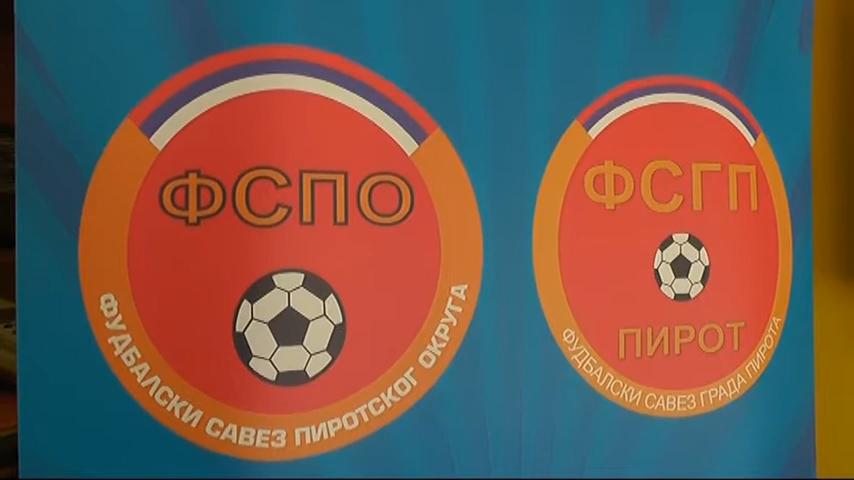 ФСПО
ФУДБАЛСКИ САВЕЗ ПИРОТСКОГ ОКРУГА
ФСГП
ПИРОТ
ФУДБАЛСКИ САВЕЗ ГРАДА ПИРОТА